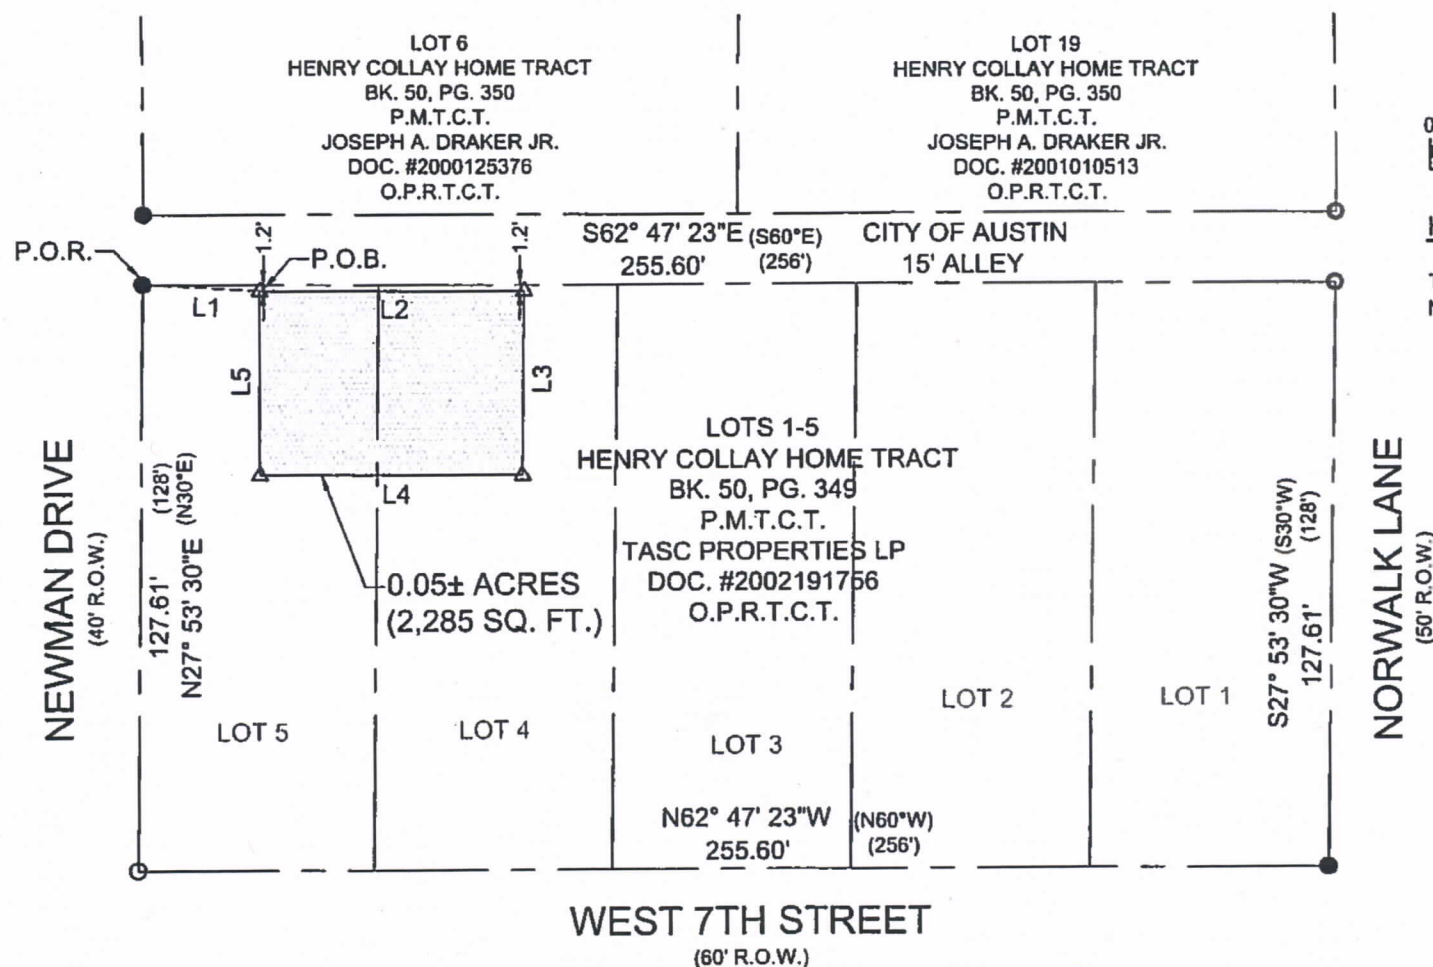 LOT 6
HENRY COLLAY HOME TRACT
BK. 50, PG. 350
P.M.T.C.T.
JOSEPH A. DRAKER JR.
DOC. #2000125376
O.P.R.T.C.T.
LOT 19
HENRY COLLAY HOME TRACT
BK. 50, PG. 350
P.M.T.C.T.
JOSEPH A. DRAKER JR.
DOC. #2001010513
O.P.R.T.C.T.
P.O.R.
1.2'
P.O.B.
1.2'
S62° 47' 23"E (S60°E)
255.60' (256')
CITY OF AUSTIN
15' ALLEY
L1
L2
L5
L3
L4
0.05± ACRES
(2,285 SQ. FT.)
LOTS 1-5
HENRY COLLAY HOME TRACT
BK. 50, PG. 349
P.M.T.C.T.
TASC PROPERTIES LP
DOC. #2002191756
O.P.R.T.C.T.
NEWMAN DRIVE
(40' R.O.W.)
127.61' (128')
N27° 53' 30"E (N30°E)
S27° 53' 30"W (S30°W)
127.61' (128')
NORWALK LANE
(50' R.O.W.)
LOT 5
LOT 4
LOT 3
LOT 2
LOT 1
N62° 47' 23"W (N60°W)
255.60' (256')
WEST 7TH STREET
(60' R.O.W.)